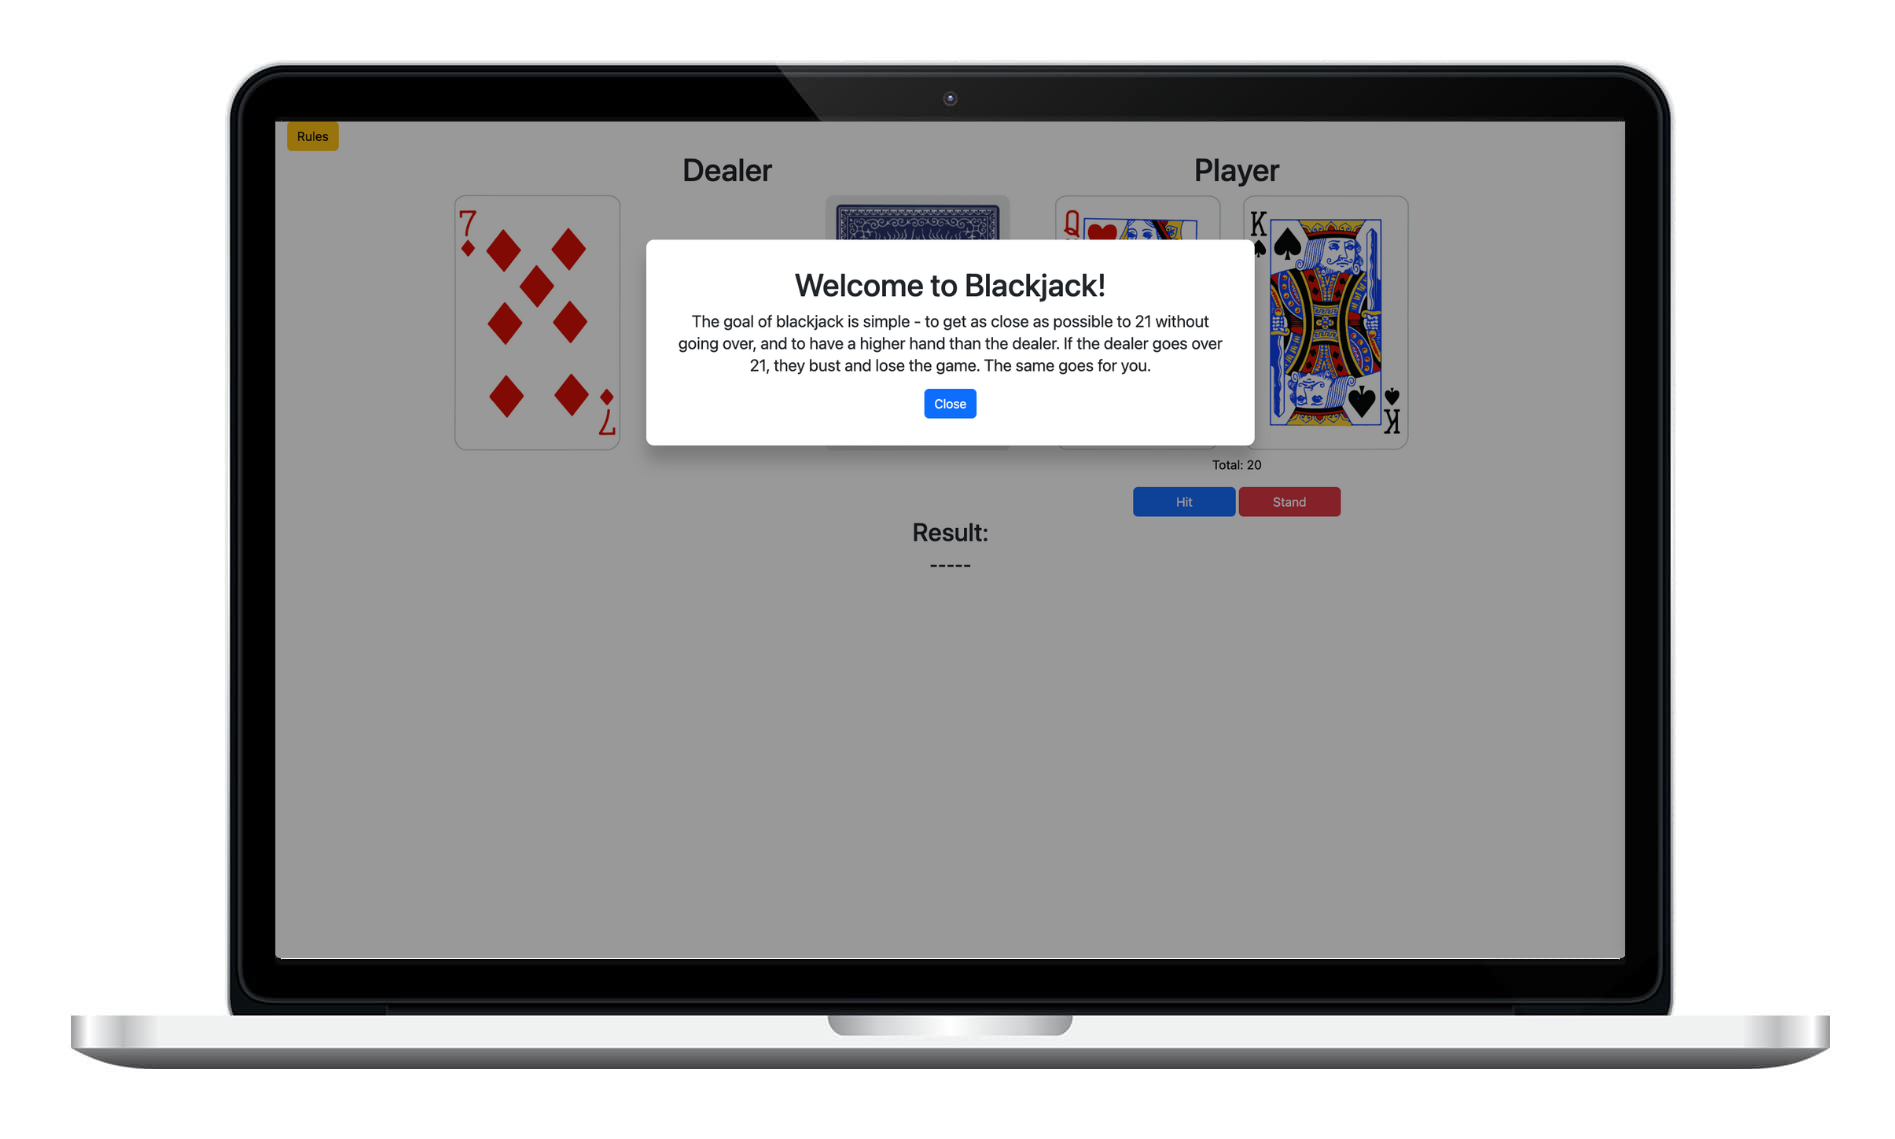 Rules
Dealer
Player
7
7
Q
K
K
Welcome to Blackjack!
The goal of blackjack is simple - to get as close as possible to 21 without
going over, and to have a higher hand than the dealer. If the dealer goes over
21, they bust and lose the game. The same goes for you.
Close
Total: 20
Hit
Stand
Result:
-----